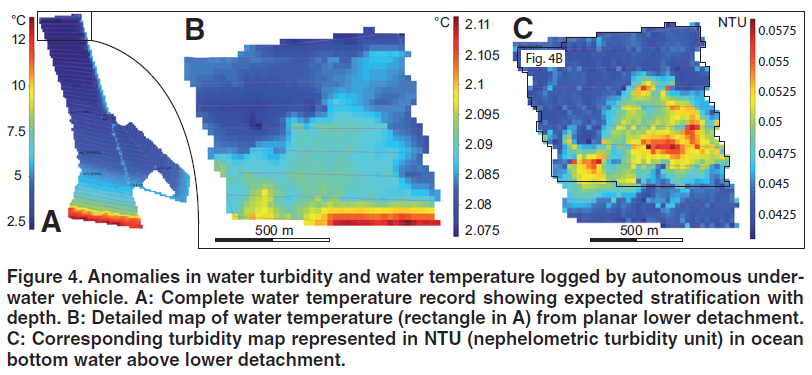 °C
12
10
7.5
5
2.5
A
B
500 m
°C
2.11
2.105
2.1
2.095
2.09
2.085
2.08
2.075
C
Fig. 4B
500 m
NTU
0.0575
0.055
0.0525
0.05
0.0475
0.045
0.0425
Figure 4. Anomalies in water turbidity and water temperature logged by autonomous under-
water vehicle. A: Complete water temperature record showing expected stratification with
depth. B: Detailed map of water temperature (rectangle in A) from planar lower detachment.
C: Corresponding turbidity map represented in NTU (nephelometric turbidity unit) in ocean
bottom water above lower detachment.